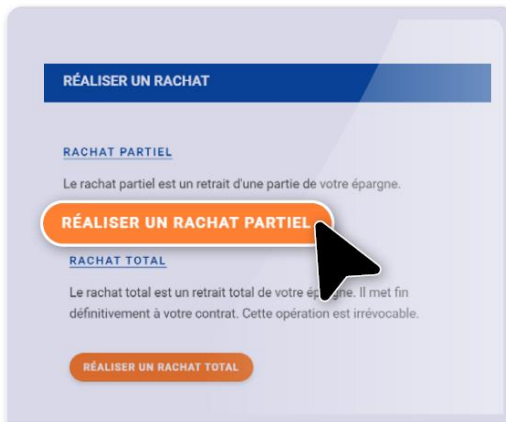 RÉALISER UN RACHAT
RACHAT PARTIEL
Le rachat partiel est un retrait d'une partie de votre épargne.
RÉALISER UN RACHAT PARTIEL
RACHAT TOTAL
Le rachat total est un retrait total de votre épargne. Il met fin
définitivement à votre contrat. Cette opération est irrévocable.
RÉALISER UN RACHAT TOTAL